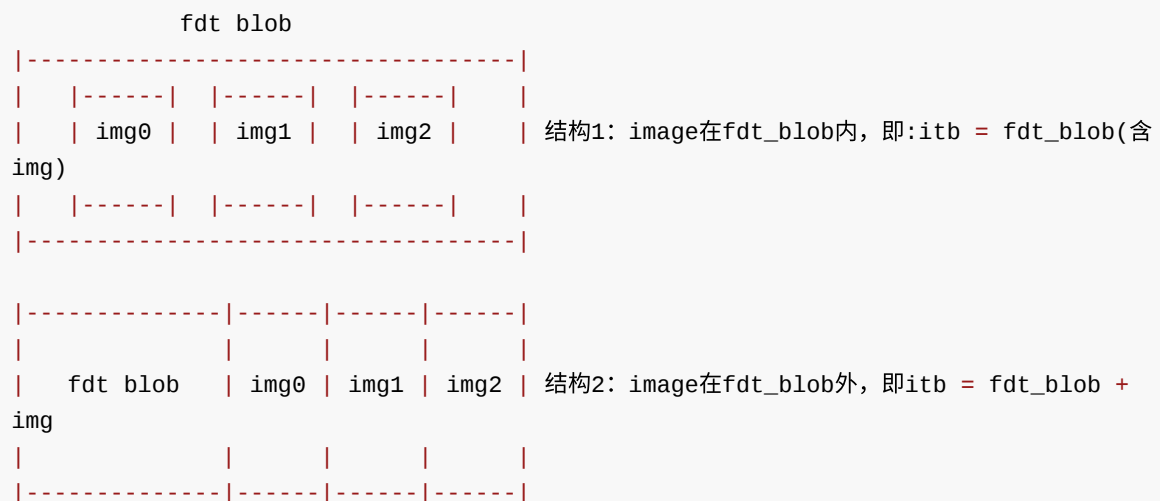 fdt blob
|-----------------------------------|
|   |------|  |------|  |------|    |
|   | img0 |  | img1 |  | img2 |    | 结构1：image在fdt_blob内，即:itb = fdt_blob(含
img)
|   |------|  |------|  |------|    |
|-----------------------------------|
|--------------|------|------|------|
|              |      |      |      |
|   fdt blob   | img0 | img1 | img2 | 结构2：image在fdt_blob外，即itb = fdt_blob +
img
|              |      |      |      |
|--------------|------|------|------|